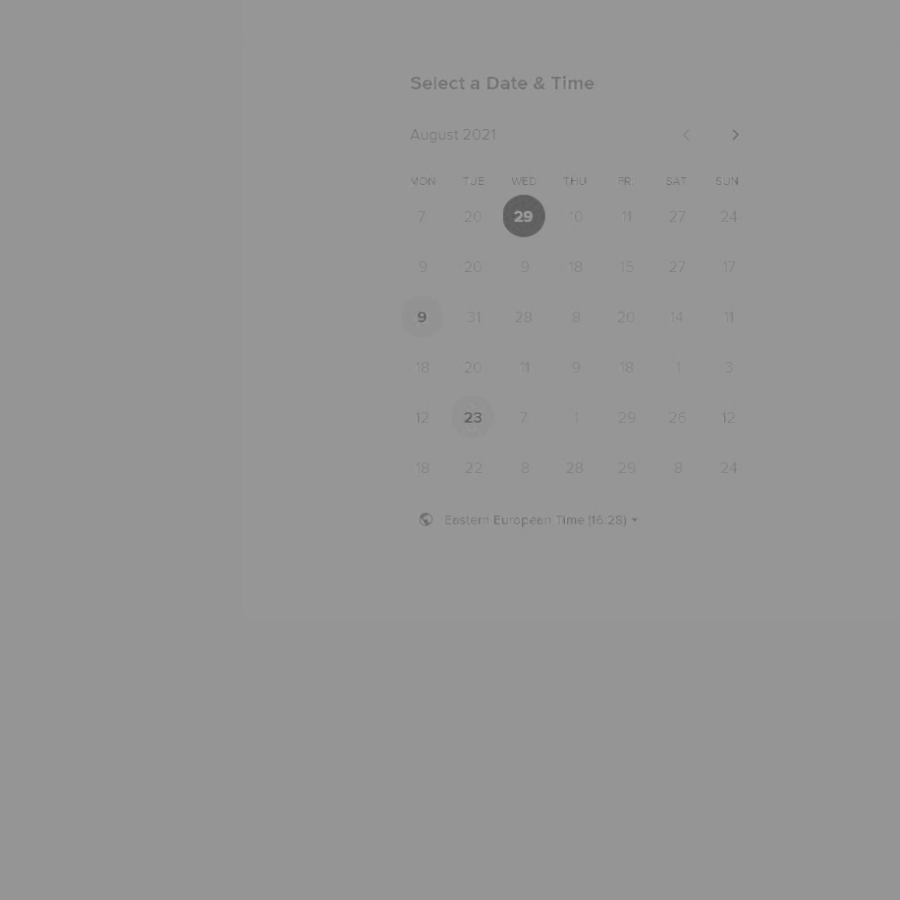 Select a Date & Time
August 2021
MON TUE WED THU FRI SAT SUN
7 20 29 10 11 27 24
9 20 9 18 15 27 17
9 31 28 8 20 14 11
18 20 11 9 18 1 3
12 23 7 1 29 26 12
18 22 8 28 29 8 24
Eastern European Time (16:28)